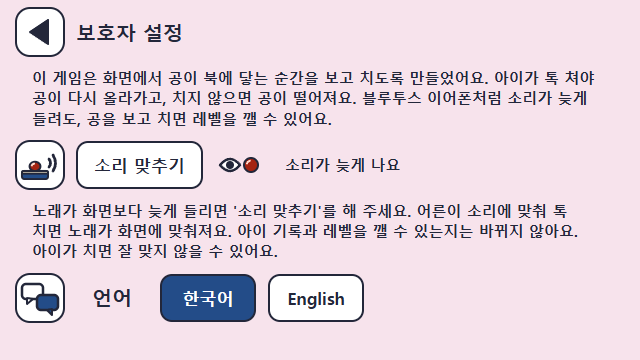 보호자 설정
이 게임은 화면에서 공이 북에 닿는 순간을 보고 치도록 만들었어요. 아이가 톡 쳐야
공이 다시 올라가고, 치지 않으면 공이 떨어져요. 블루투스 이어폰처럼 소리가 늦게
들려도, 공을 보고 치면 레벨을 깰 수 있어요.
소리 맞추기
소리가 늦게 나요
노래가 화면보다 늦게 들리면 '소리 맞추기'를 해 주세요. 어른이 소리에 맞춰 톡
치면 노래가 화면에 맞춰져요. 아이 기록과 레벨을 깰 수 있는지는 바뀌지 않아요.
아이가 치면 잘 맞지 않을 수 있어요.
언어
한국어
English